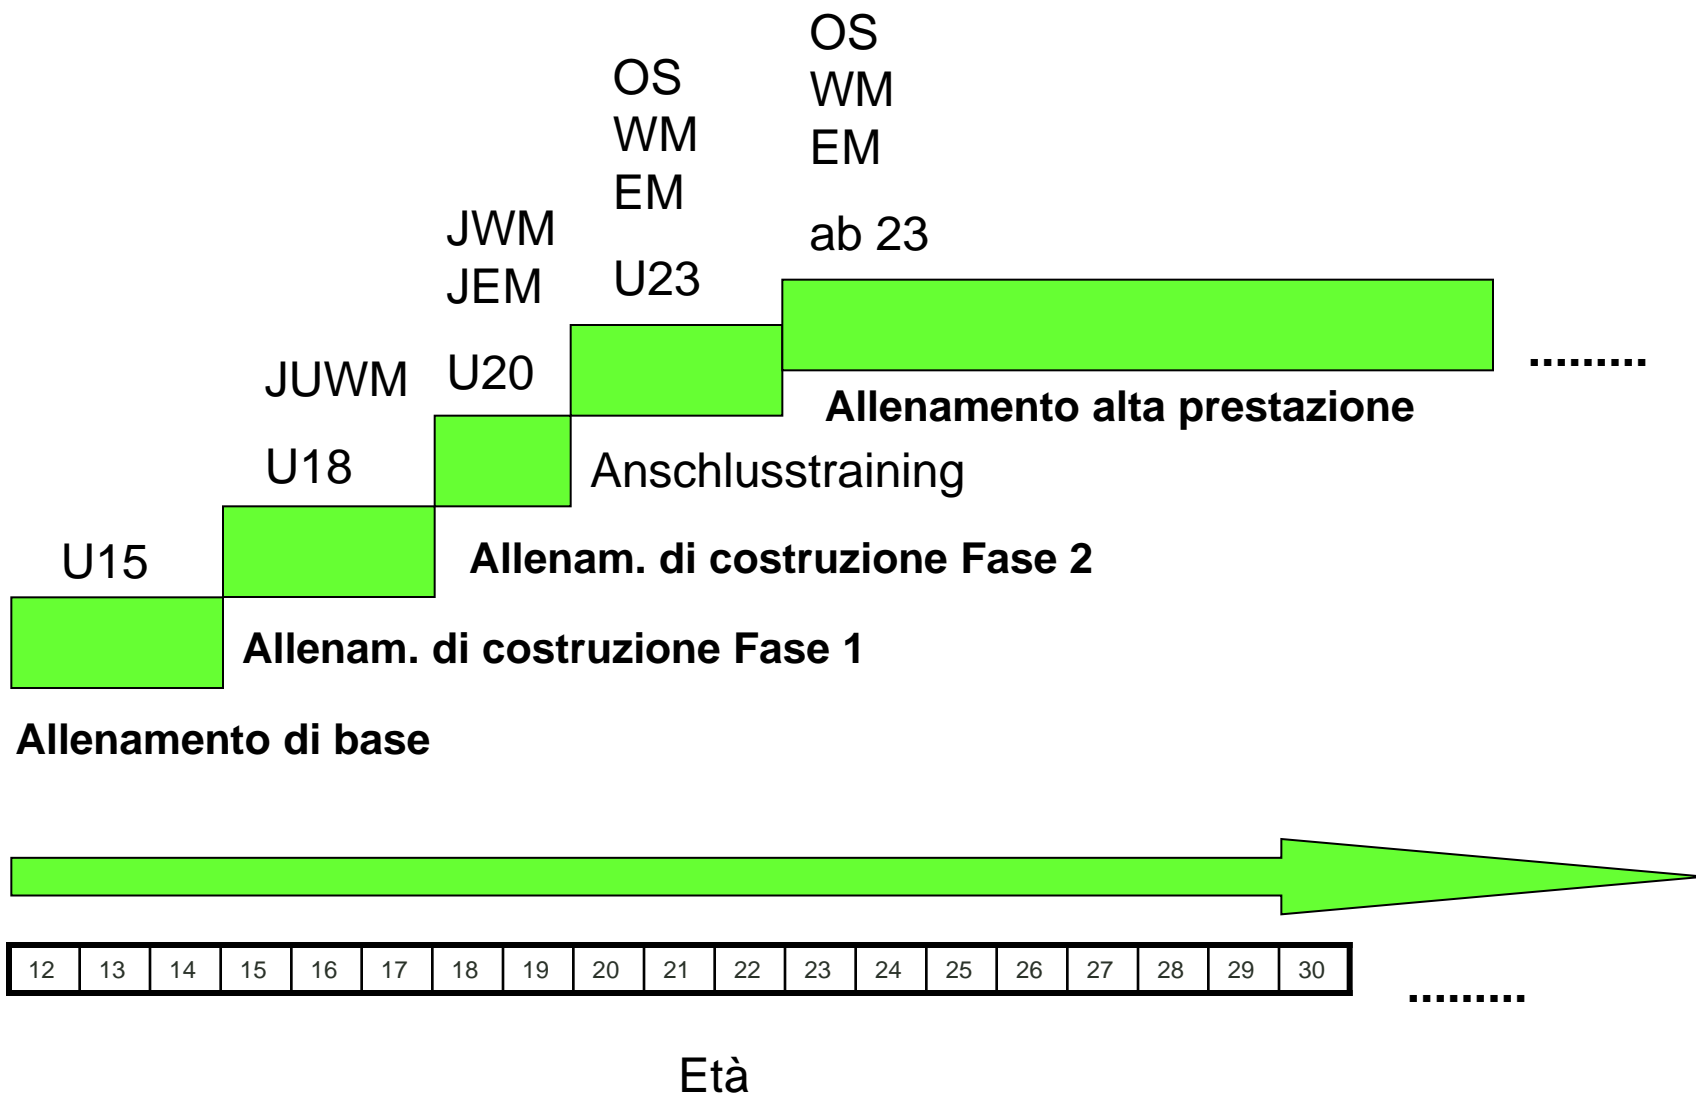 OS
WM
EM
ab 23
OS
WM
EM
U23
JWM
JEM
U20
JUWM
U18
U15
.........
Allenamento alta prestazione
Anschlusstraining
Allenam. di costruzione Fase 2
Allenam. di costruzione Fase 1
Allenamento di base
12 13 14 15 16 17 18 19 20 21 22 23 24 25 26 27 28 29 30
.........
Età